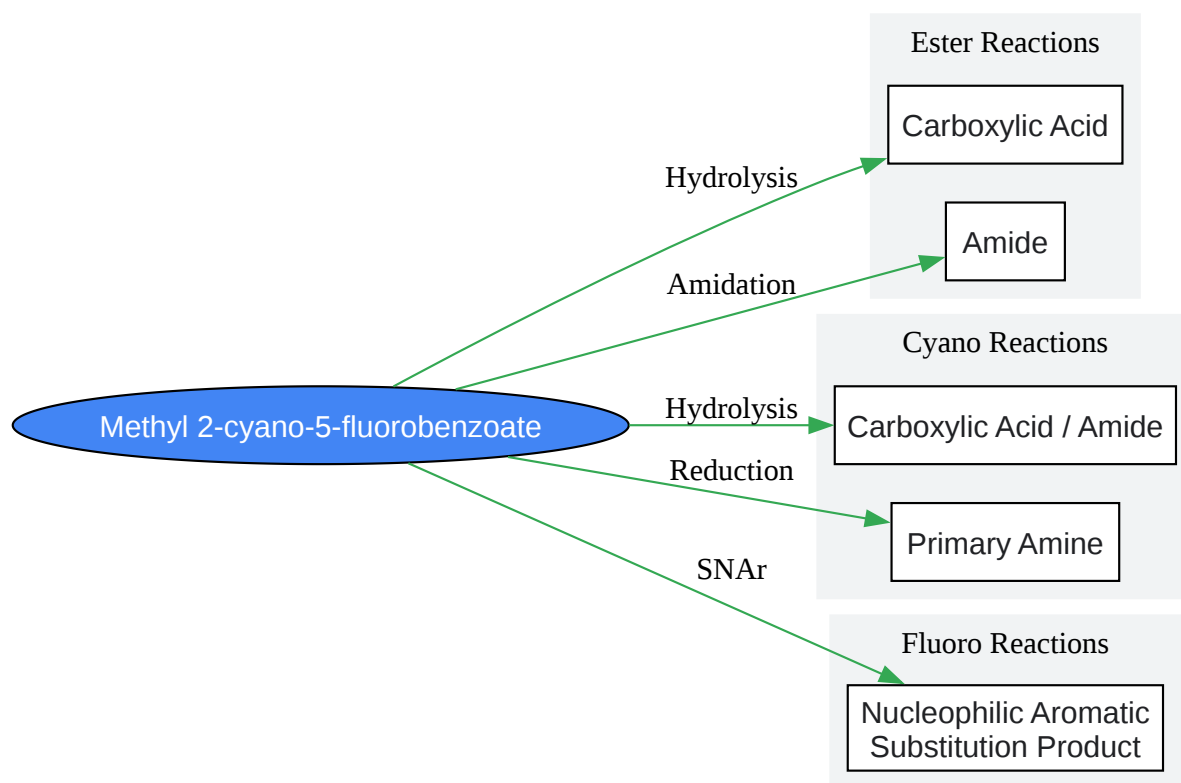 Ester Reactions
Carboxylic Acid
Hydrolysis
Amide
Amidation
Cyano Reactions
Methyl 2-cyano-5-fluorobenzoate
Hydrolysis
Carboxylic Acid / Amide
Reduction
Primary Amine
SNAr
Fluoro Reactions
Nucleophilic Aromatic
Substitution Product